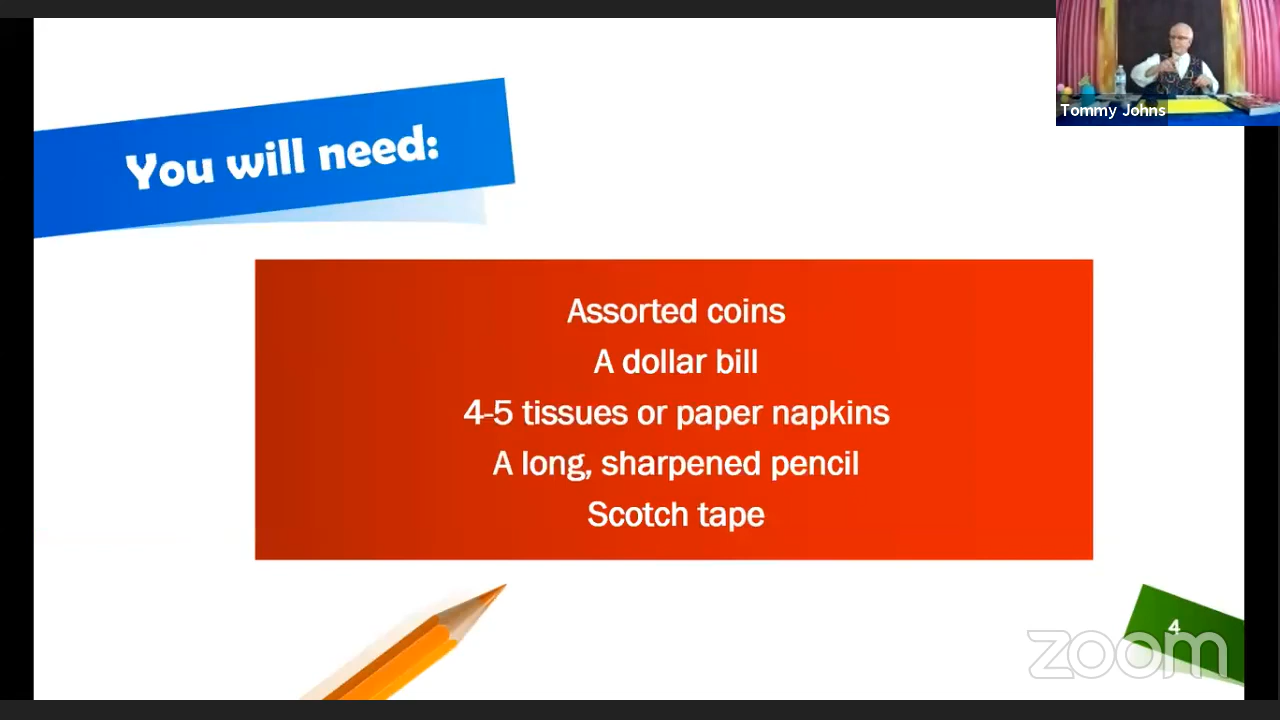 Tommy Johns
You will need:
Assorted coins
A dollar bill
4-5 tissues or paper napkins
A long, sharpened pencil
Scotch tape
4
zoom